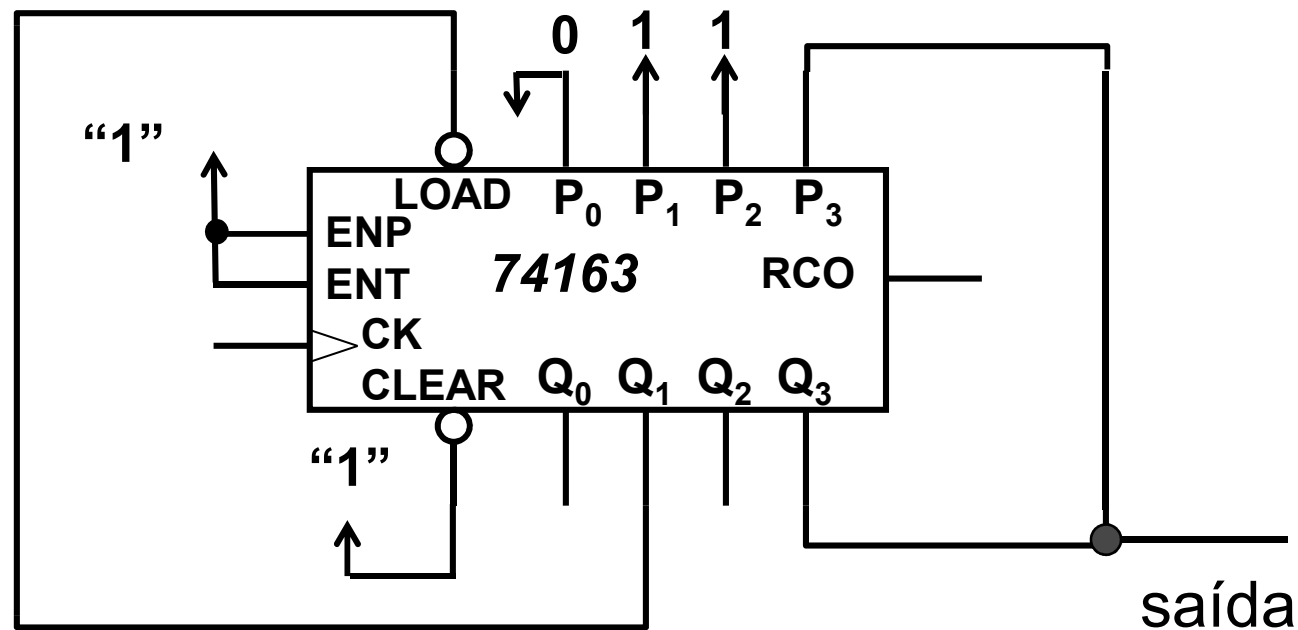 0 1 1
“1”
LOAD P0 P1 P2 P3
ENP
ENT 74163 RCO
CK
CLEAR Q0 Q1 Q2 Q3
“1”
saída